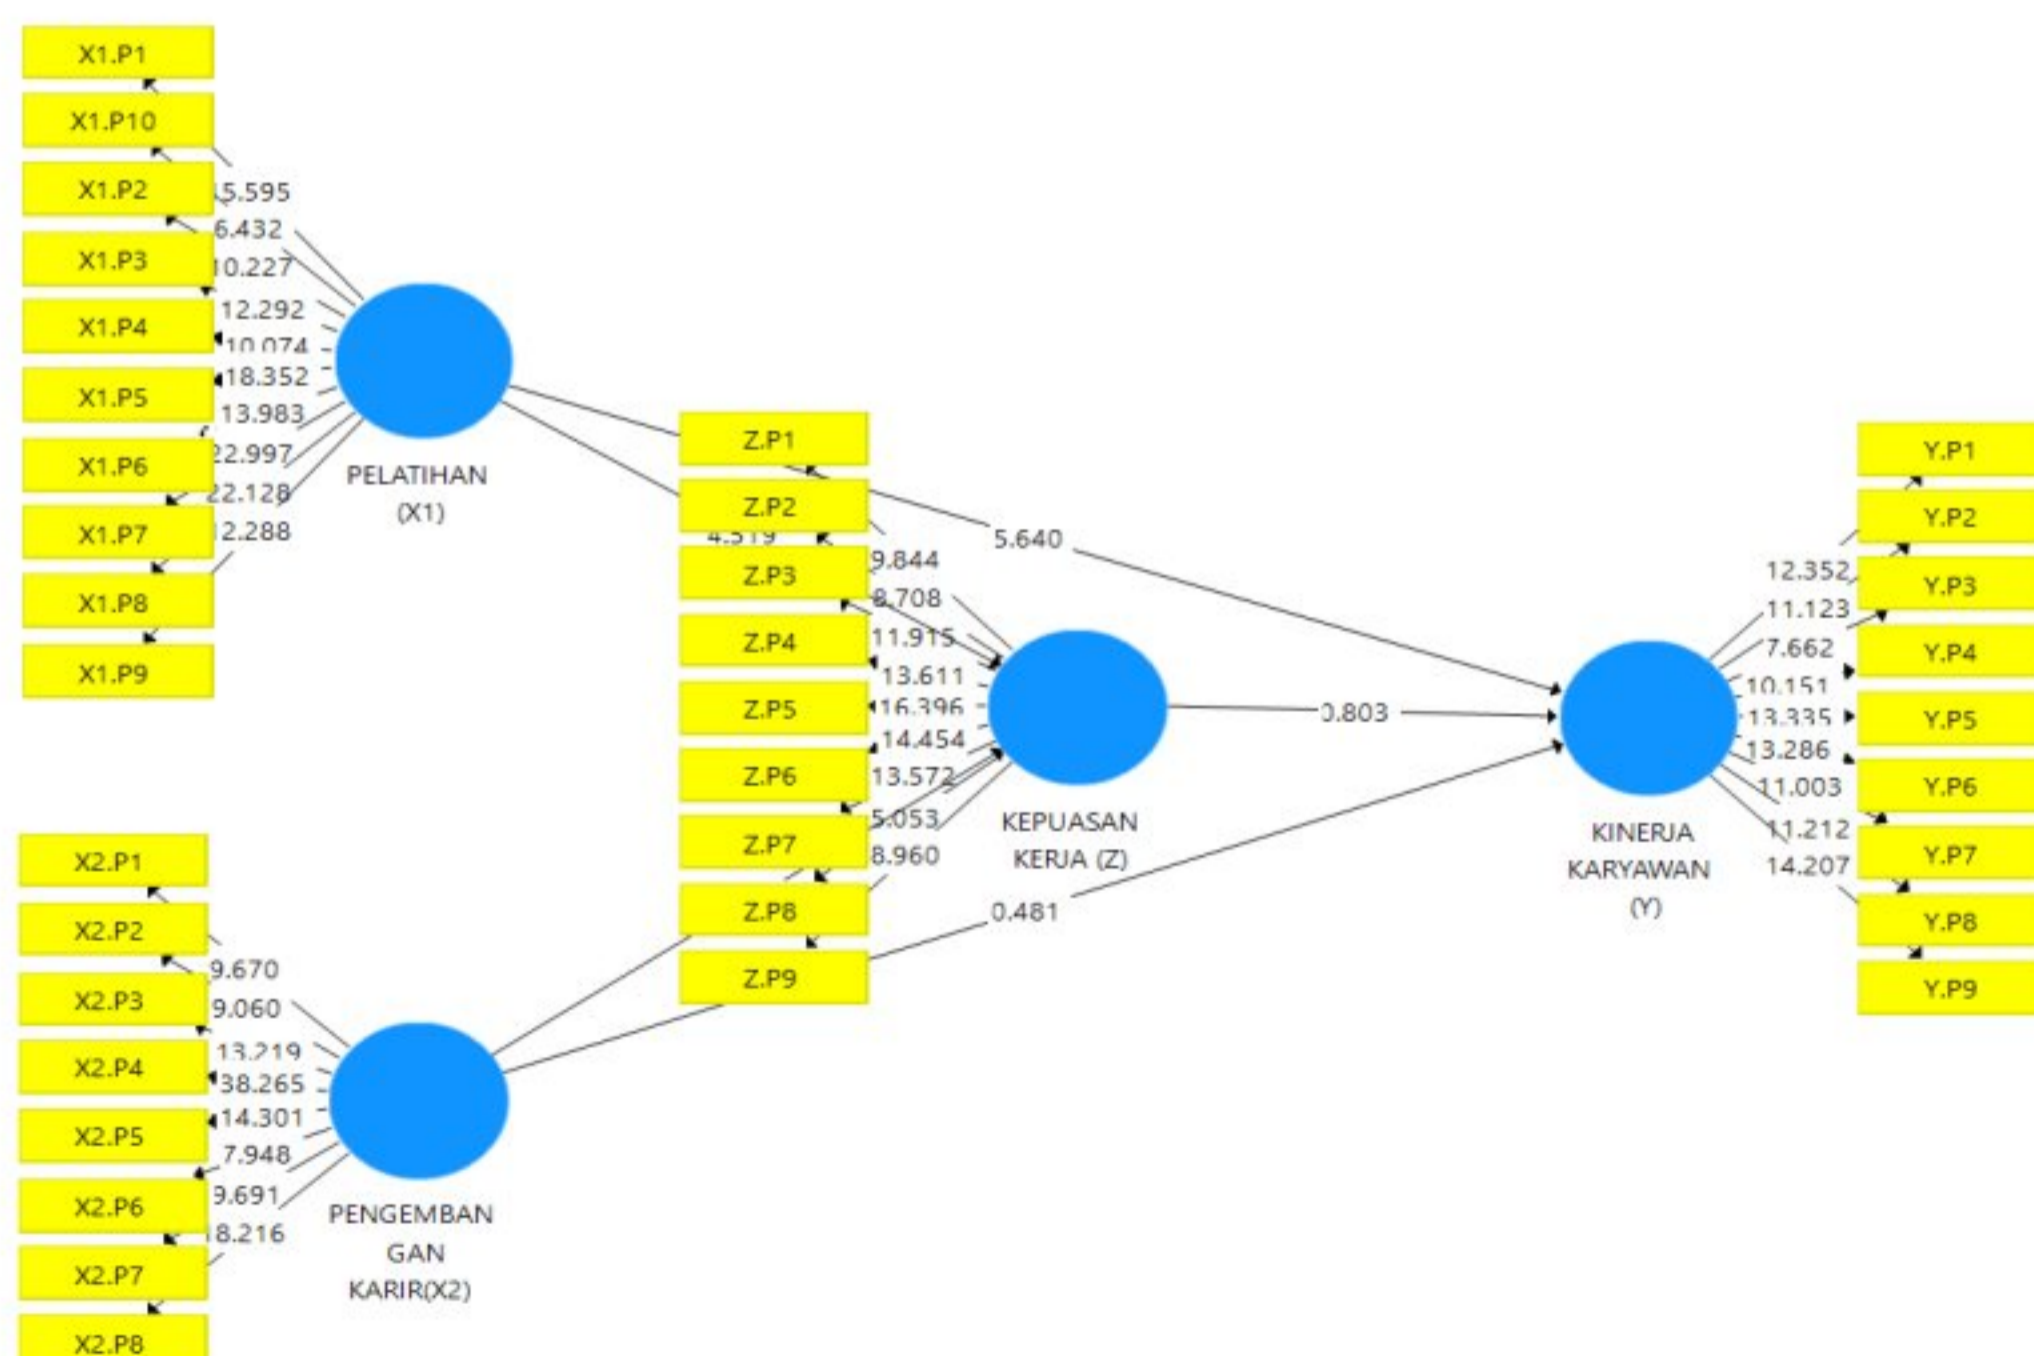 X1.P1
X1.P10
X1.P2
X1.P3
X1.P4
X1.P5
X1.P6
X1.P7
X1.P8
X1.P9
15.595
6.432
10.227
12.292
10.074
18.352
13.983
22.997
22.128
12.288
PELATIHAN
(X1)
X2.P1
X2.P2
X2.P3
X2.P4
X2.P5
X2.P6
X2.P7
X2.P8
9.670
9.060
13.219
38.265
14.301
7.948
9.691
18.216
PENGEMBAN
GAN
KARIR(X2)
Z.P1
Z.P2
4.519
Z.P3
Z.P4
Z.P5
Z.P6
Z.P7
Z.P8
Z.P9
9.844
8.708
11.915
13.611
16.396
14.454
13.572
5.053
8.960
KEPUASAN
KERJA (Z)
5.640
0.803
0.481
KINERJA
KARYAWAN
(Y)
12.352
11.123
7.662
10.151
13.335
13.286
11.003
11.212
14.207
Y.P1
Y.P2
Y.P3
Y.P4
Y.P5
Y.P6
Y.P7
Y.P8
Y.P9